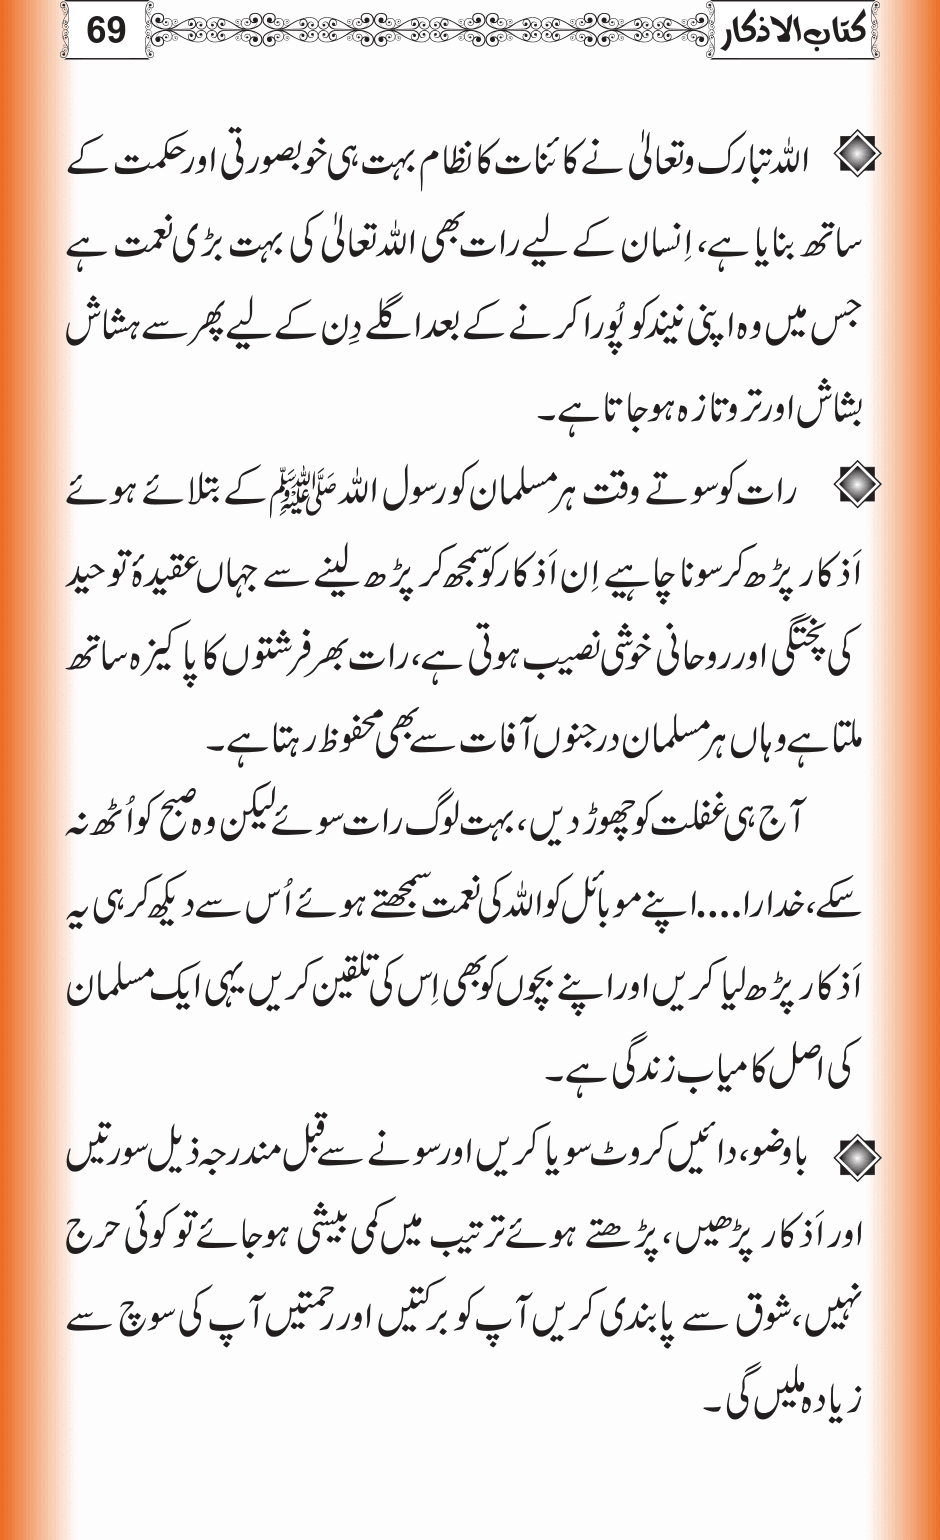 کتاب الاذکار
69
اللہ تبارک وتعالیٰ نے کائنات کا نظام بہت ہی خوبصورتی اور حکمت کے
ساتھ بنایا ہے، اِنسان کے لیے رات بھی اللہ تعالیٰ کی بہت بڑی نعمت ہے
جس میں وہ اپنی نیند کو پُورا کرنے کے بعد اگلے دِن کے لیے پھر سے ہشاش
بشاش اور تر وتازہ ہو جاتا ہے۔
رات کو سوتے وقت ہر مسلمان کو رسول اللہ ﷺ کے بتلائے ہوئے
اَذکار پڑھ کر سونا چاہیے اِن اَذکار کو سمجھ کر پڑھ لینے سے جہاں عقیدۂ توحید
کی پختگی اور روحانی خوشی نصیب ہوتی ہے، رات بھر فرشتوں کا پاکیزہ ساتھ
ملتا ہے وہاں ہر مسلمان درجنوں آفات سے بھی محفوظ رہتا ہے۔
آج ہی غفلت کو چھوڑ دیں، بہت لوگ رات سوئے لیکن وہ صبح کو اُٹھ نہ
سکے، خدارا....اپنے موبائل کو اللہ کی نعمت سمجھتے ہوئے اُس سے دیکھ کر ہی یہ
اَذکار پڑھ لیا کریں اور اپنے بچوں کو بھی اِس کی تلقین کریں یہی ایک مسلمان
کی اصل کامیاب زندگی ہے۔
باوضو، دائیں کروٹ سویا کریں اور سونے سے قبل مندرجہ ذیل سورتیں
اور اَذکار پڑھیں، پڑھتے ہوئے ترتیب میں کمی بیشی ہو جائے تو کوئی حرج
نہیں، شوق سے پابندی کریں آپ کو برکتیں اور رحمتیں آپ کی سوچ سے
زیادہ ملیں گی۔